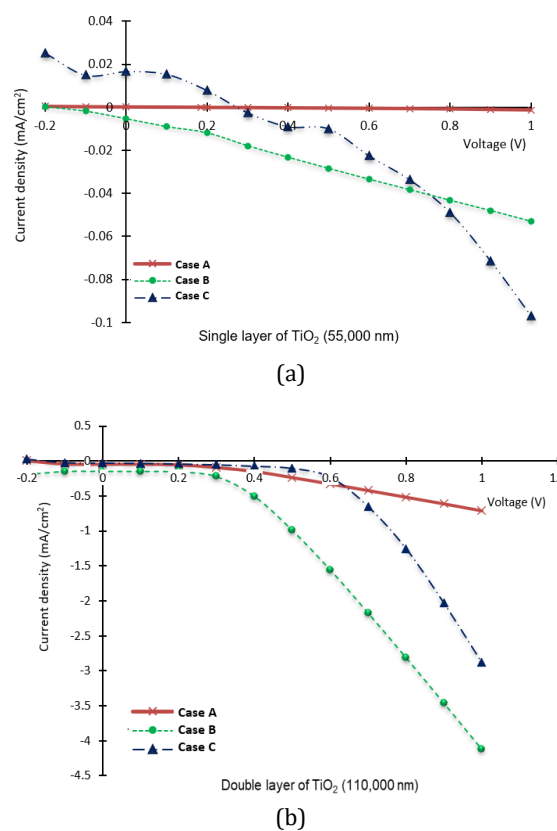 (a)
0.04
0.02
0
-0.02
-0.04
-0.06
-0.08
-0.1
-0.2
0
0.2
0.4
0.6
0.8
1
Current density (mA/cm²)
Voltage (V)
Case A
Case B
Case C
Single layer of TiO₂ (55,000 nm)
(a)
0.5
0
-0.5
-1
-1.5
-2
-2.5
-3
-3.5
-4
-4.5
-0.2
0
0.2
0.4
0.6
0.8
1
1.2
Current density (mA/cm²)
Voltage (V)
Case A
Case B
Case C
Double layer of TiO₂ (110,000 nm)
(b)